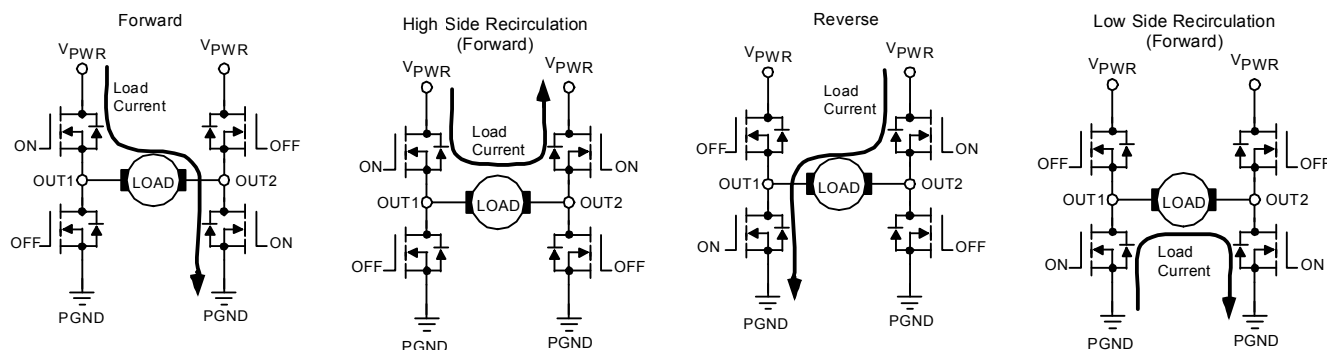 Forward
VPWR
VPWR
Load
Current
ON
OFF
OUT1
LOAD
OUT2
OFF
ON
PGND
PGND
High Side Recirculation
(Forward)
VPWR
VPWR
Load
Current
ON
ON
OUT1
LOAD
OUT2
OFF
OFF
PGND
PGND
Reverse
VPWR
VPWR
Load
Current
OFF
ON
OUT1
LOAD
OUT2
ON
OFF
PGND
PGND
Low Side Recirculation
(Forward)
VPWR
VPWR
OFF
OFF
OUT1
LOAD
OUT2
ON
Load
Current
ON
PGND
PGND